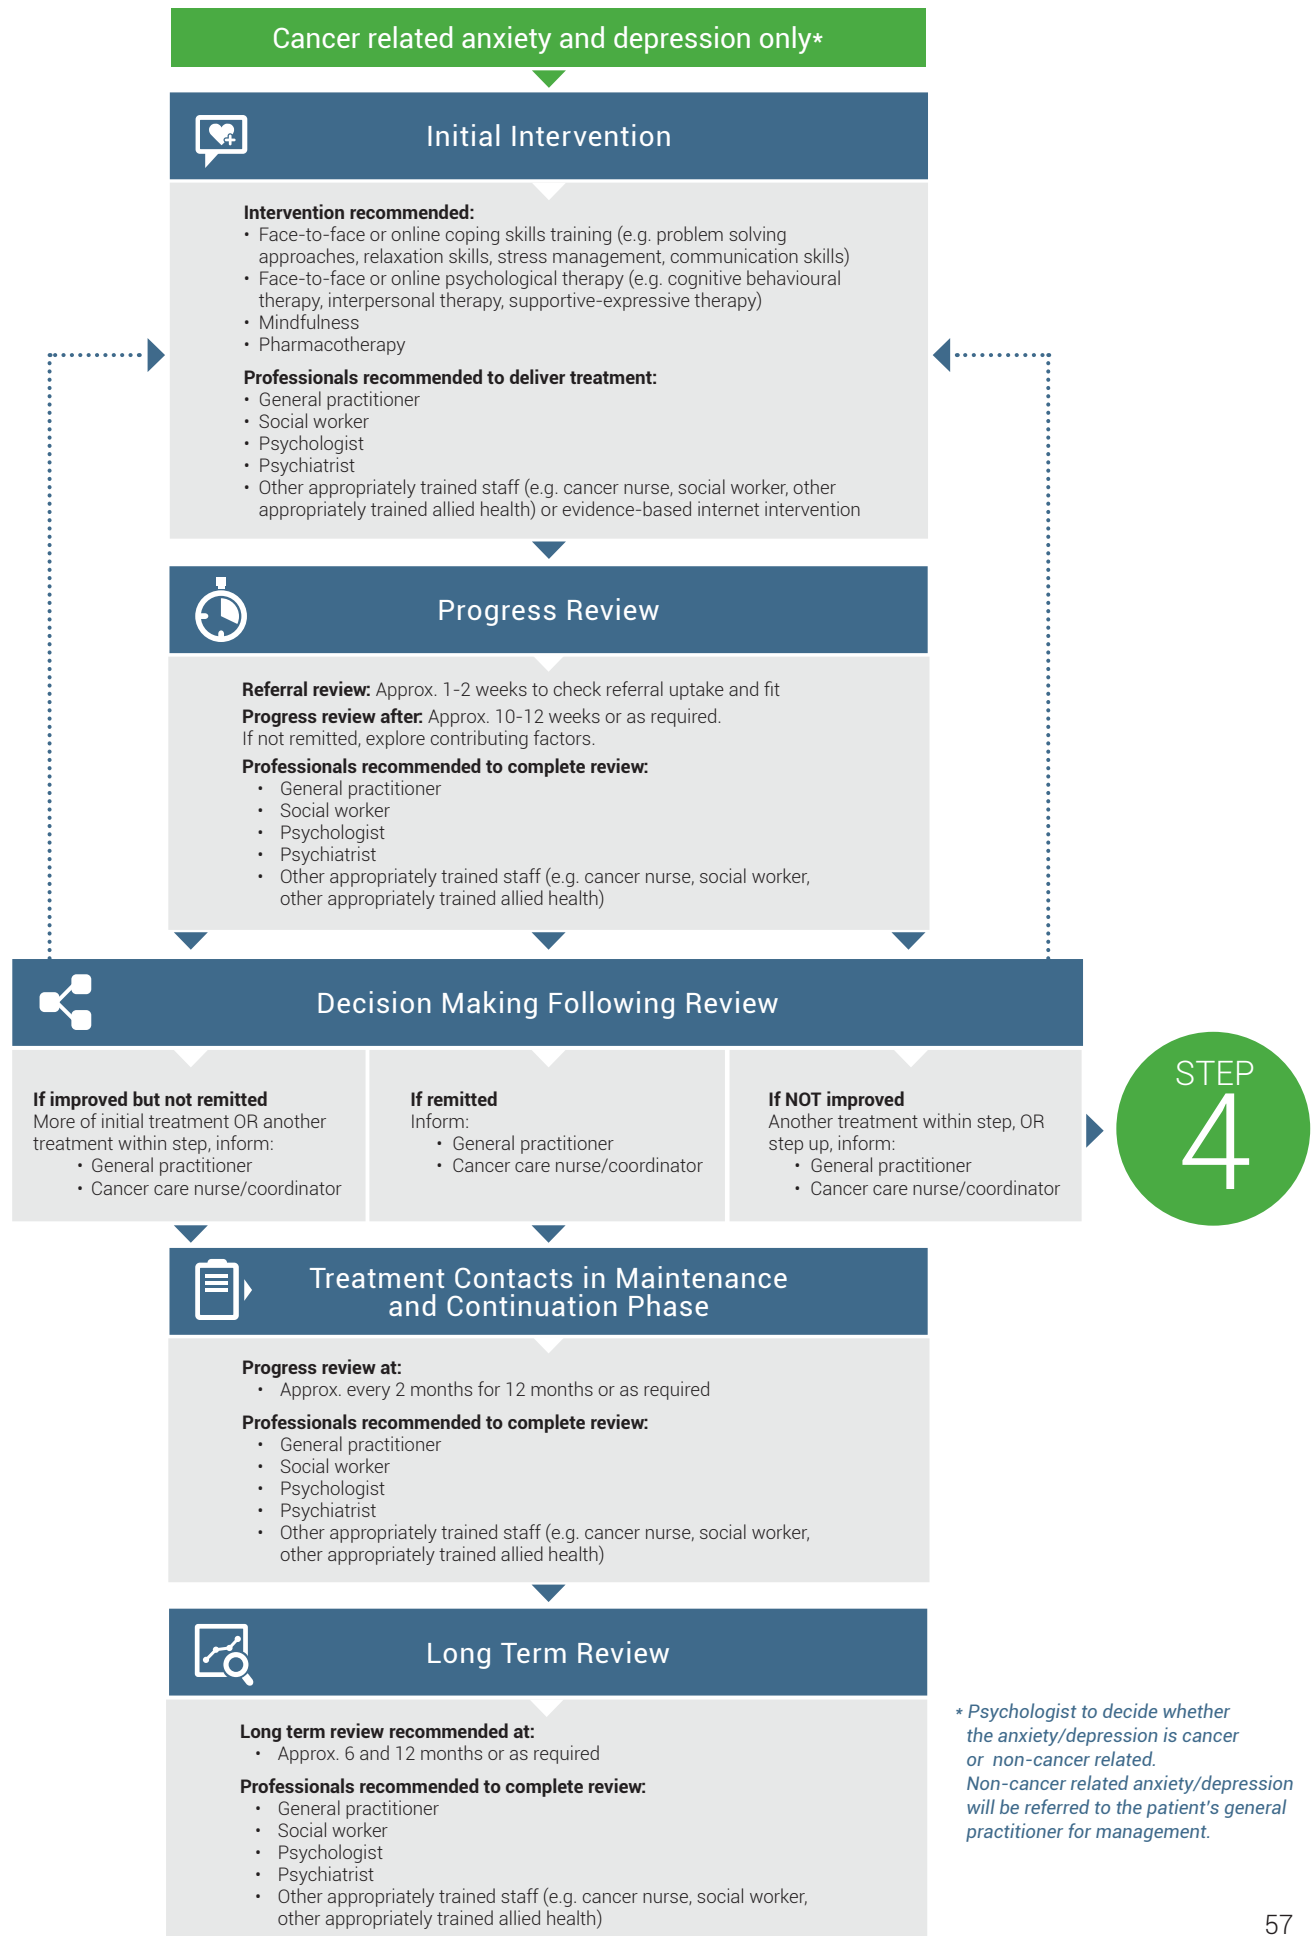 Cancer related anxiety and depression only*
Initial Intervention
Intervention recommended:
• Face-to-face or online coping skills training (e.g. problem solving
approaches, relaxation skills, stress management, communication skills)
• Face-to-face or online psychological therapy (e.g. cognitive behavioural
therapy, interpersonal therapy, supportive-expressive therapy)
• Mindfulness
• Pharmacotherapy
Professionals recommended to deliver treatment:
• General practitioner
• Social worker
• Psychologist
• Psychiatrist
• Other appropriately trained staff (e.g. cancer nurse, social worker, other
appropriately trained allied health) or evidence-based internet intervention
Progress Review
Referral review: Approx. 1-2 weeks to check referral uptake and fit
Progress review after: Approx. 10-12 weeks or as required.
If not remitted, explore contributing factors.
Professionals recommended to complete review:
• General practitioner
• Social worker
• Psychologist
• Psychiatrist
• Other appropriately trained staff (e.g. cancer nurse, social worker,
other appropriately trained allied health)
Decision Making Following Review
If improved but not remitted
More of initial treatment OR another
treatment within step, inform:
• General practitioner
• Cancer care nurse/coordinator
If remitted
Inform:
• General practitioner
• Cancer care nurse/coordinator
If NOT improved
Another treatment within step, OR
step up, inform:
• General practitioner
• Cancer care nurse/coordinator
STEP
4
Treatment Contacts in Maintenance
and Continuation Phase
Progress review at:
• Approx. every 2 months for 12 months or as required
Professionals recommended to complete review:
• General practitioner
• Social worker
• Psychologist
• Psychiatrist
• Other appropriately trained staff (e.g. cancer nurse, social worker,
other appropriately trained allied health)
Long Term Review
Long term review recommended at:
• Approx. 6 and 12 months or as required
Professionals recommended to complete review:
• General practitioner
• Social worker
• Psychologist
• Psychiatrist
• Other appropriately trained staff (e.g. cancer nurse, social worker,
other appropriately trained allied health)
* Psychologist to decide whether
the anxiety/depression is cancer
or non-cancer related.
Non-cancer related anxiety/depression
will be referred to the patient's general
practitioner for management.
57